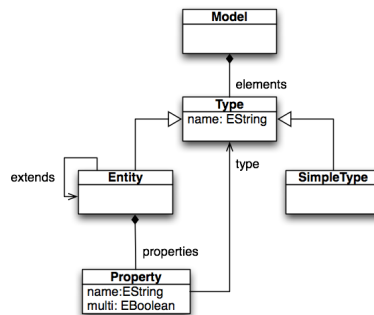 Model
elements
Type
name: EString
type
extends
Entity
SimpleType
properties
Property
name:EString
multi: EBoolean